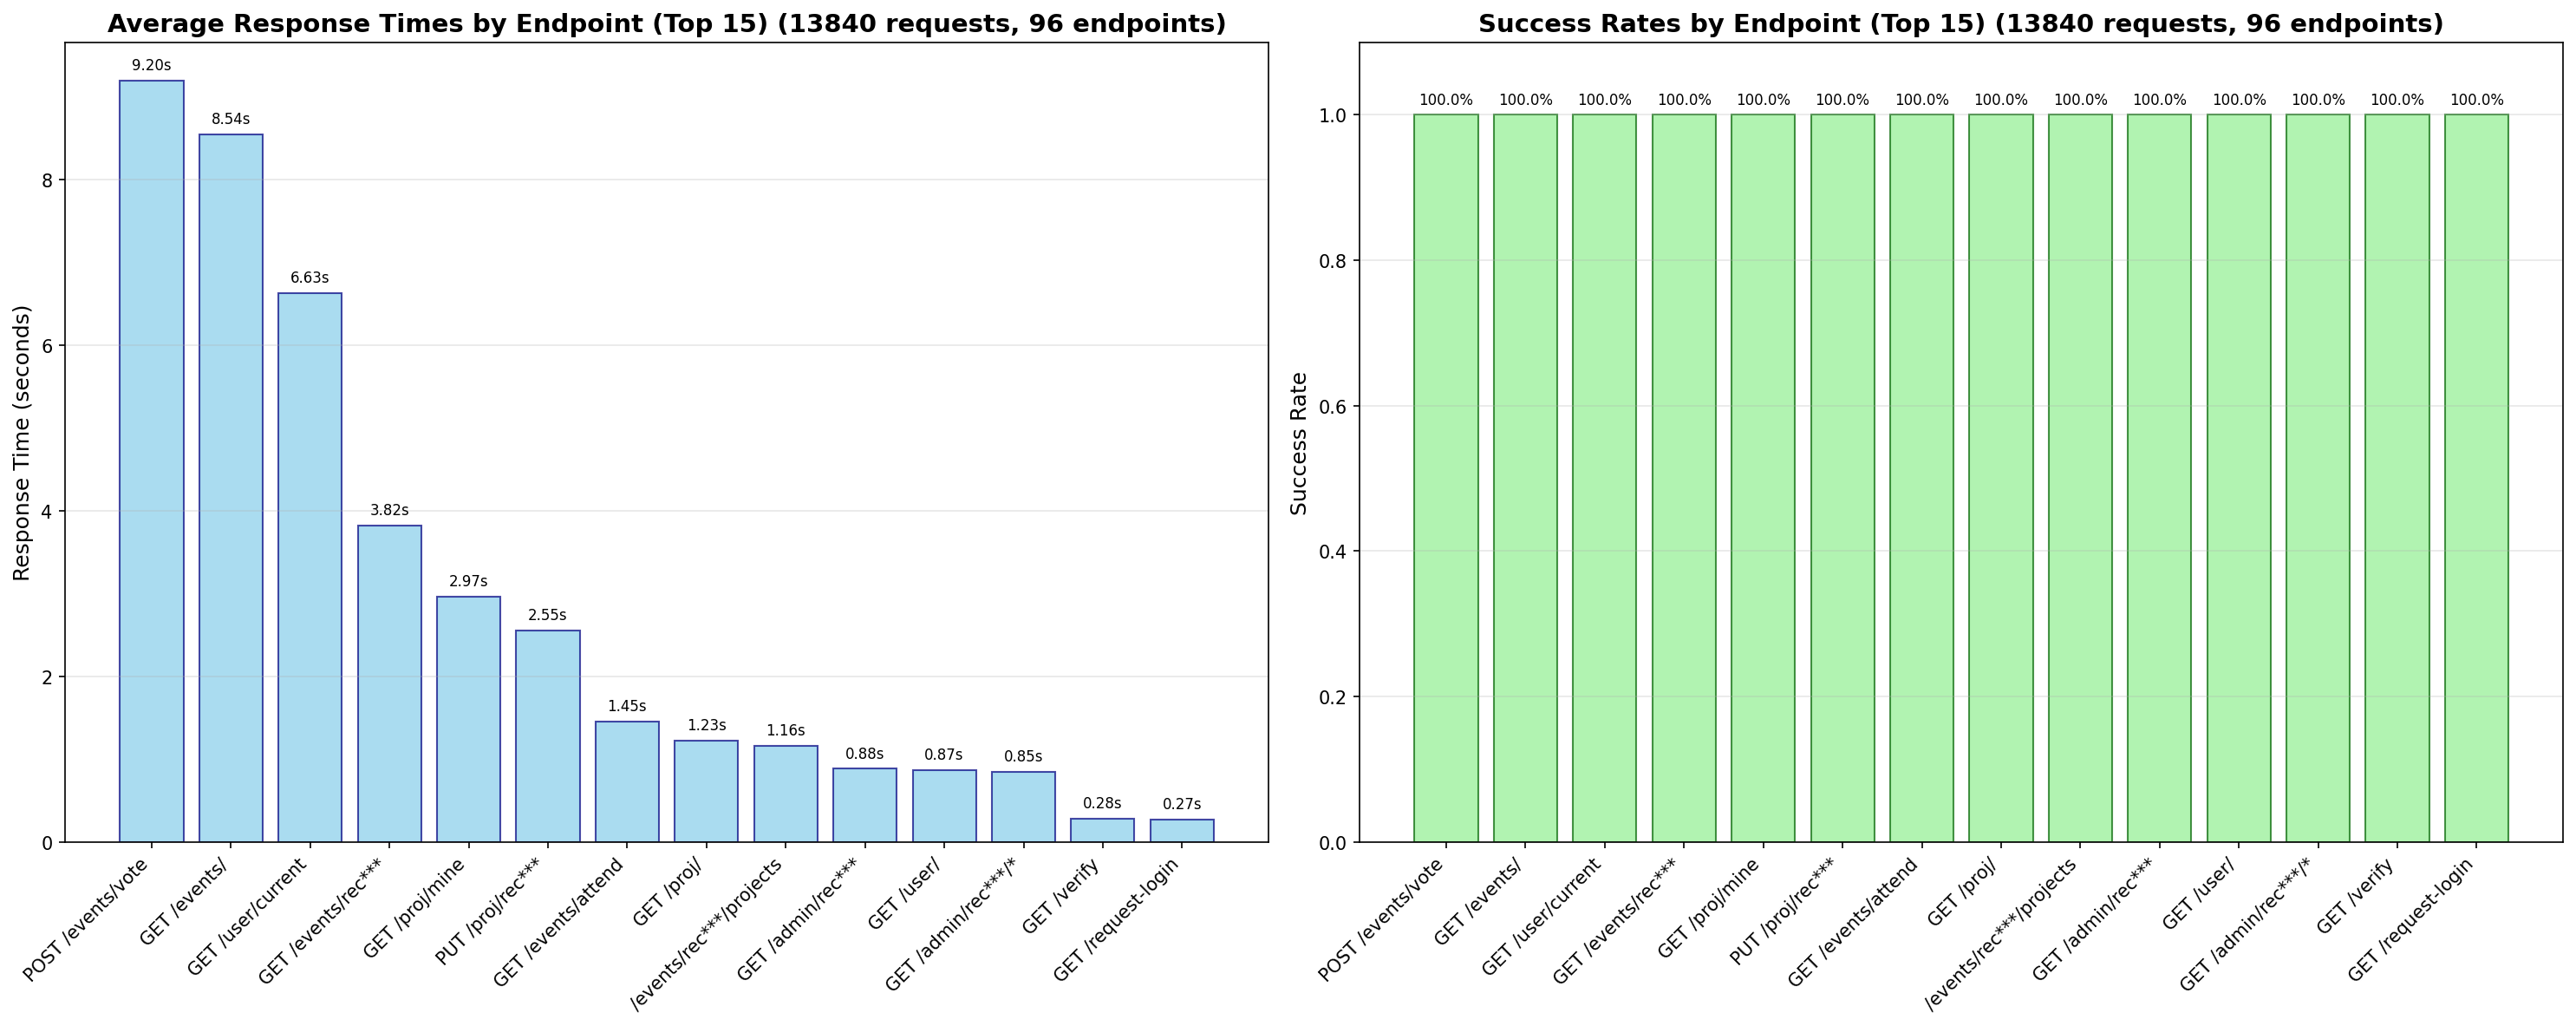 Average Response Times by Endpoint (Top 15) (13840 requests, 96 endpoints)
Response Time (seconds)
8
6
4
2
0
9.20s
8.54s
6.63s
3.82s
2.97s
2.55s
1.45s
1.23s
1.16s
0.88s
0.87s
0.85s
0.28s
0.27s
POST /events/vote
GET /events/
GET /user/current
GET /events/rec***
GET /proj/mine
PUT /proj/rec***
GET /events/attend
GET /proj/
/events/rec***/projects
GET /admin/rec***
GET /user/
GET /admin/rec***/*
GET /verify
GET /request-login
Success Rates by Endpoint (Top 15) (13840 requests, 96 endpoints)
Success Rate
1.0
0.8
0.6
0.4
0.2
0.0
100.0%
100.0%
100.0%
100.0%
100.0%
100.0%
100.0%
100.0%
100.0%
100.0%
100.0%
100.0%
100.0%
100.0%
POST /events/vote
GET /events/
GET /user/current
GET /events/rec***
GET /proj/mine
PUT /proj/rec***
GET /events/attend
GET /proj/
/events/rec***/projects
GET /admin/rec***
GET /user/
GET /admin/rec***/*
GET /verify
GET /request-login